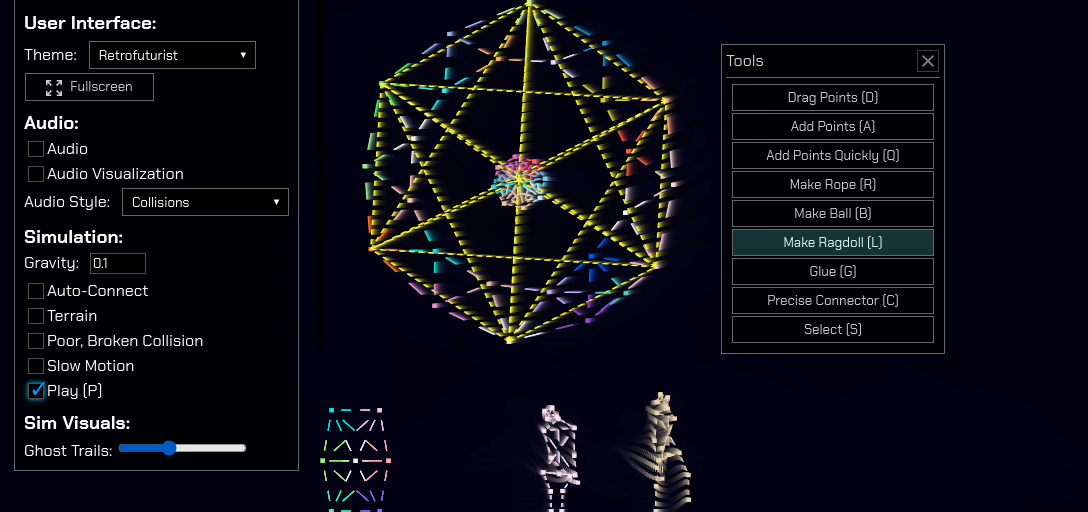 User Interface:
Theme: Retrofuturist
Fullscreen
Audio:
Audio
Audio Visualization
Audio Style: Collisions
Simulation:
Gravity: 0.1
Auto-Connect
Terrain
Poor, Broken Collision
Slow Motion
Play (P)
Sim Visuals:
Ghost Trails:
Tools
Drag Points (D)
Add Points (A)
Add Points Quickly (Q)
Make Rope (R)
Make Ball (B)
Make Ragdoll (L)
Glue (G)
Precise Connector (C)
Select (S)